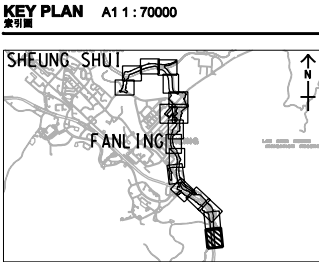 KEY PLAN A1 1 : 70000
索引圖
SHEUNG SHUI
N
FANLING